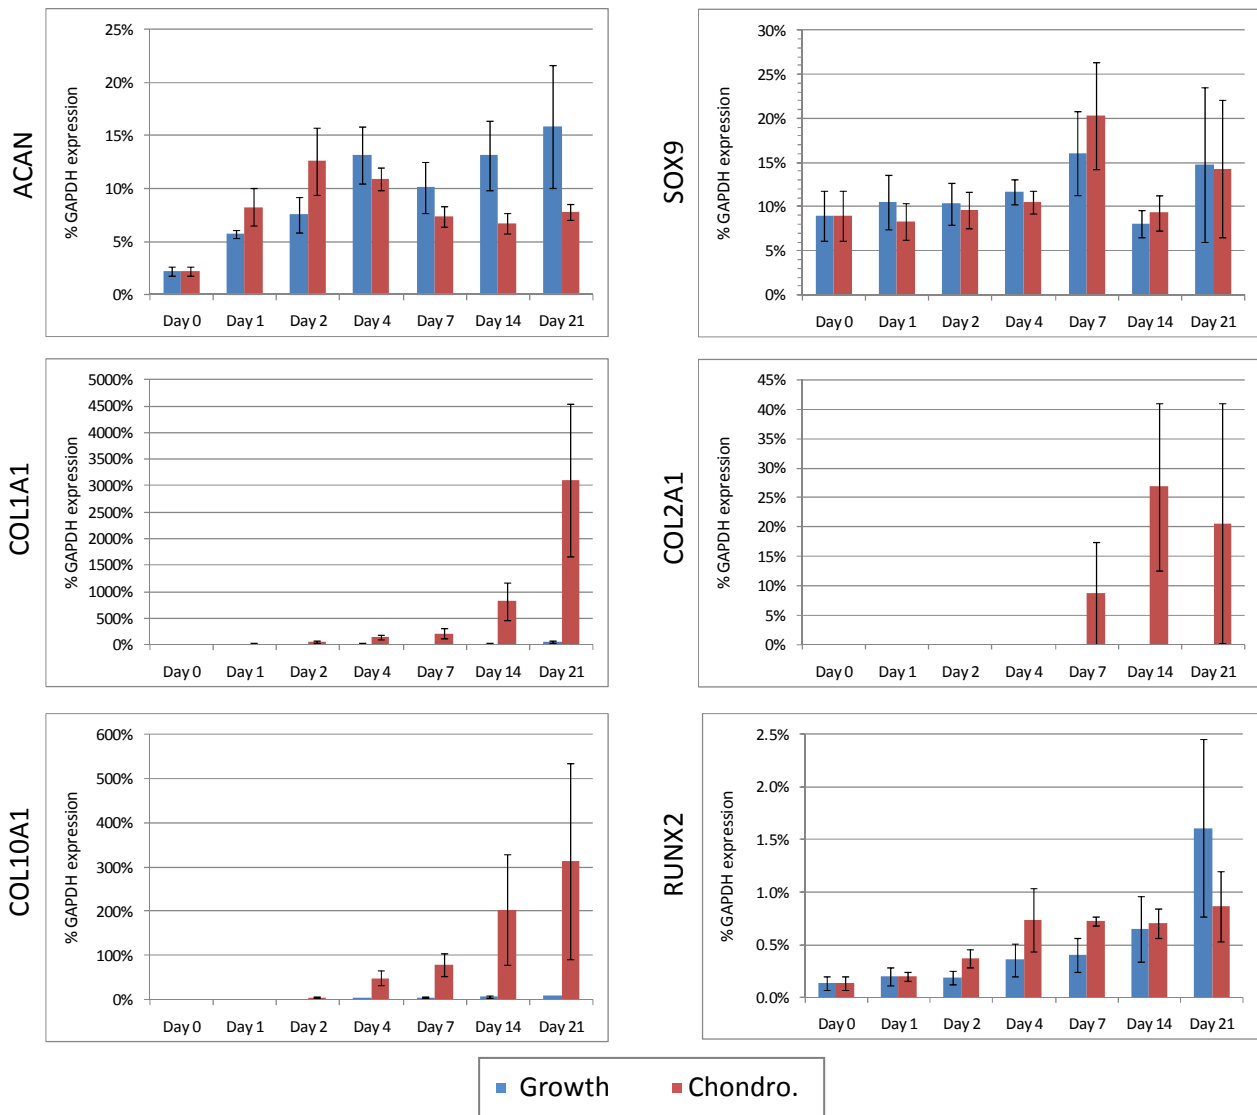 ACAN
% GAPDH expression
25%
20%
15%
10%
5%
0%
Day 0 Day 1 Day 2 Day 4 Day 7 Day 14 Day 21
SOX9
% GAPDH expression
30%
25%
20%
15%
10%
5%
0%
Day 0 Day 1 Day 2 Day 4 Day 7 Day 14 Day 21
COL1A1
% GAPDH expression
5000%
4500%
4000%
3500%
3000%
2500%
2000%
1500%
1000%
500%
0%
Day 0 Day 1 Day 2 Day 4 Day 7 Day 14 Day 21
COL2A1
% GAPDH expression
45%
40%
35%
30%
25%
20%
15%
10%
5%
0%
Day 0 Day 1 Day 2 Day 4 Day 7 Day 14 Day 21
COL10A1
% GAPDH expression
600%
500%
400%
300%
200%
100%
0%
Day 0 Day 1 Day 2 Day 4 Day 7 Day 14 Day 21
RUNX2
% GAPDH expression
2.5%
2.0%
1.5%
1.0%
0.5%
0.0%
Day 0 Day 1 Day 2 Day 4 Day 7 Day 14 Day 21
Growth Chondro.